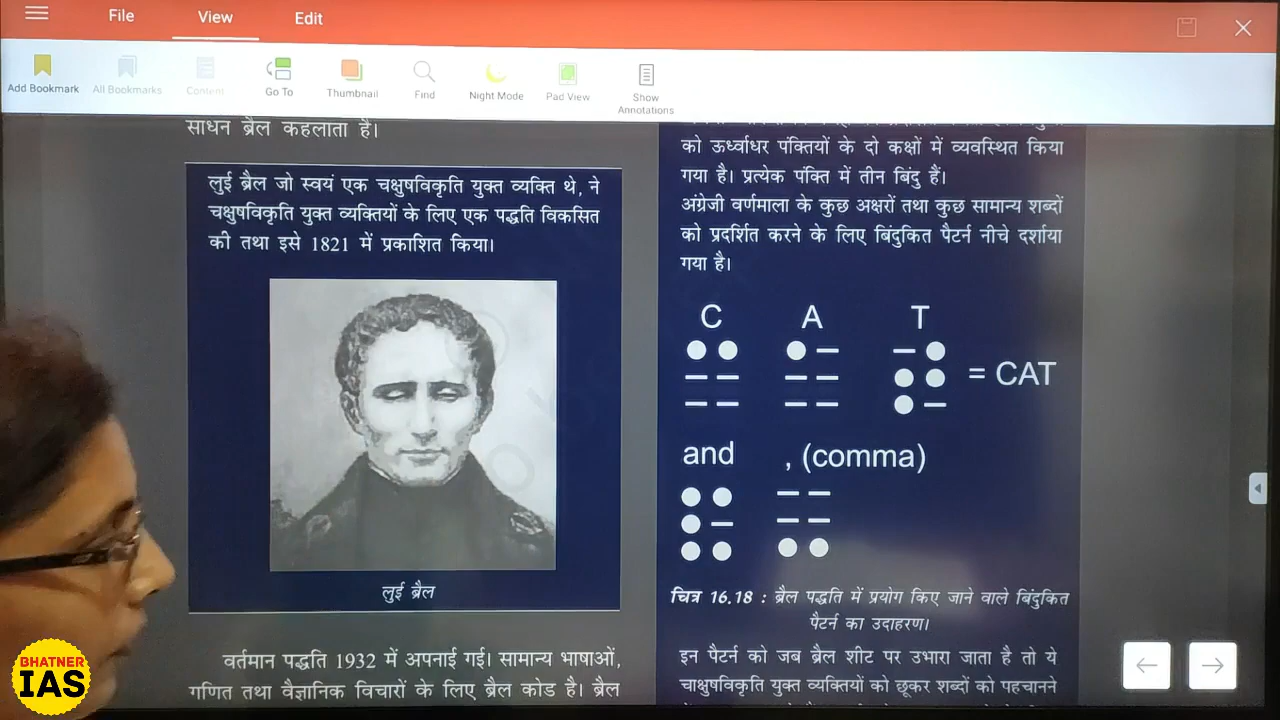 File
View
Edit
Add Bookmark
All Bookmarks
Content
Go To
Thumbnail
Find
Night Mode
Pad View
Show
Annotations
साधन ब्रैल कहलाता है।
लुई ब्रैल जो स्वयं एक चक्षुषविकृति युक्त व्यक्ति थे, ने
चक्षुषविकृति युक्त व्यक्तियों के लिए एक पद्धति विकसित
की तथा इसे 1821 में प्रकाशित किया।
लुई ब्रैल
वर्तमान पद्धति 1932 में अपनाई गई। सामान्य भाषाओं,
गणित तथा वैज्ञानिक विचारों के लिए ब्रैल कोड है। ब्रैल
को ऊर्ध्वाधर पंक्तियों के दो कक्षों में व्यवस्थित किया
गया है। प्रत्येक पंक्ति में तीन बिंदु हैं।
अंग्रेजी वर्णमाला के कुछ अक्षरों तथा कुछ सामान्य शब्दों
को प्रदर्शित करने के लिए बिंदुकित पैटर्न नीचे दर्शाया
गया है।
C A T
= CAT
and , (comma)
चित्र 16.18 : ब्रैल पद्धति में प्रयोग किए जाने वाले बिंदुकित
पैटर्न का उदाहरण।
इन पैटर्न को जब ब्रैल शीट पर उभारा जाता है तो ये
चाक्षुषविकृति युक्त व्यक्तियों को छूकर शब्दों को पहचानने
BHATNER
IAS